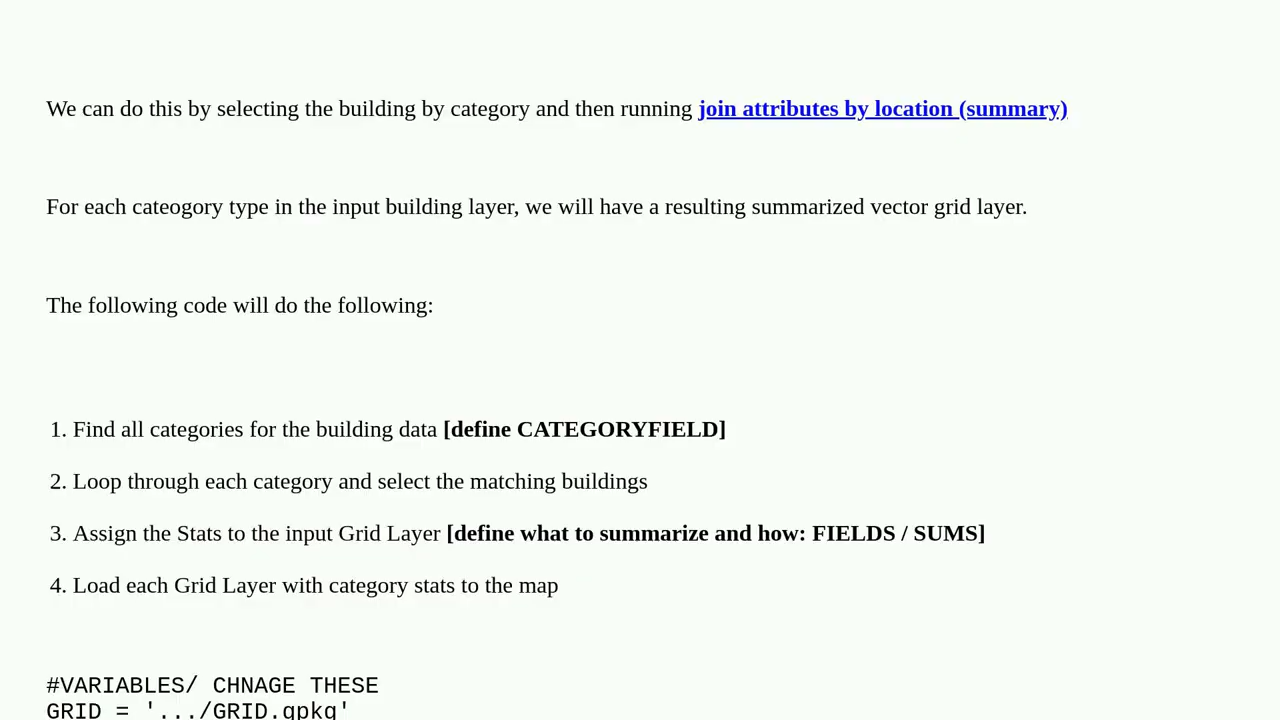 We can do this by selecting the building by category and then running join attributes by location (summary)
For each cateogory type in the input building layer, we will have a resulting summarized vector grid layer.
The following code will do the following:
1. Find all categories for the building data [define CATEGORYFIELD]
2. Loop through each category and select the matching buildings
3. Assign the Stats to the input Grid Layer [define what to summarize and how: FIELDS / SUMS]
4. Load each Grid Layer with category stats to the map
#VARIABLES/ CHNAGE THESE
GRID = '.../GRID.gpkg'